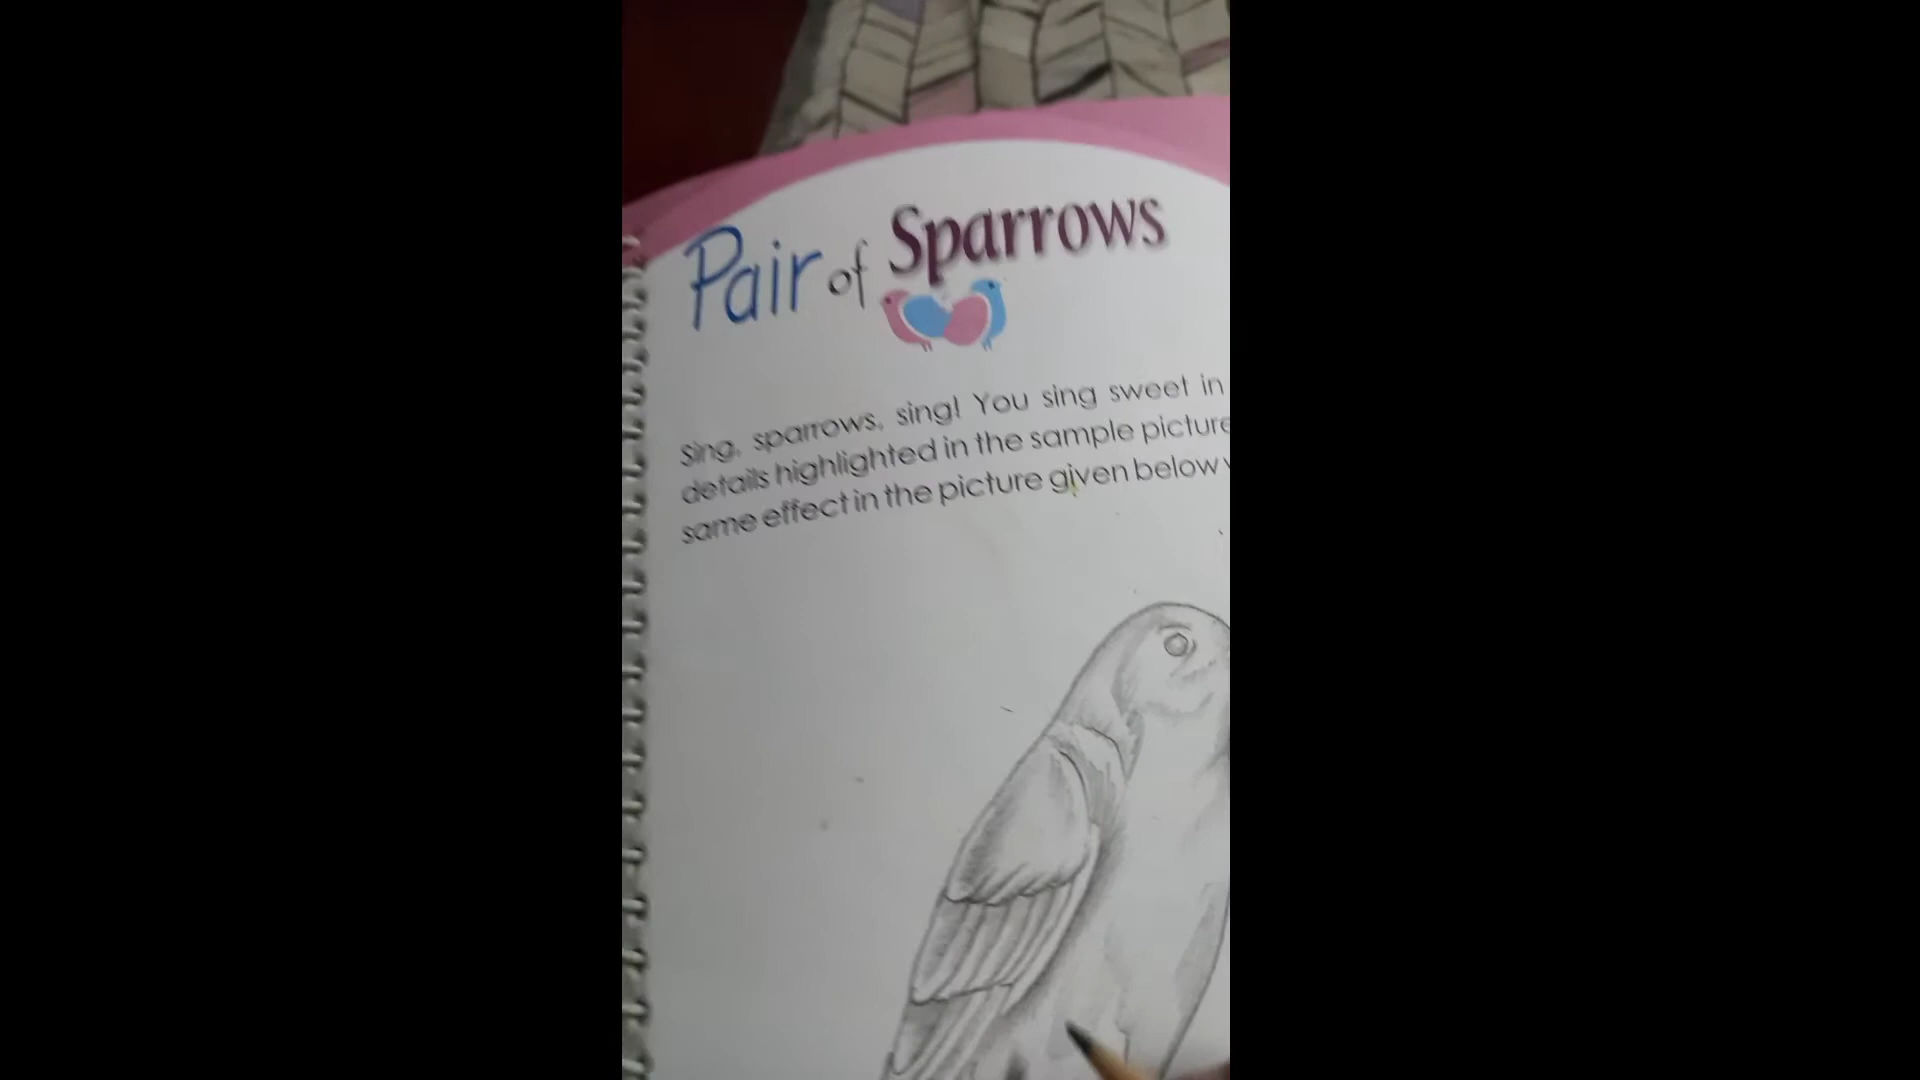 Pair of Sparrows
Sing, sparrows, sing! You sing sweet in
details highlighted in the sample picture
same effect in the picture given below